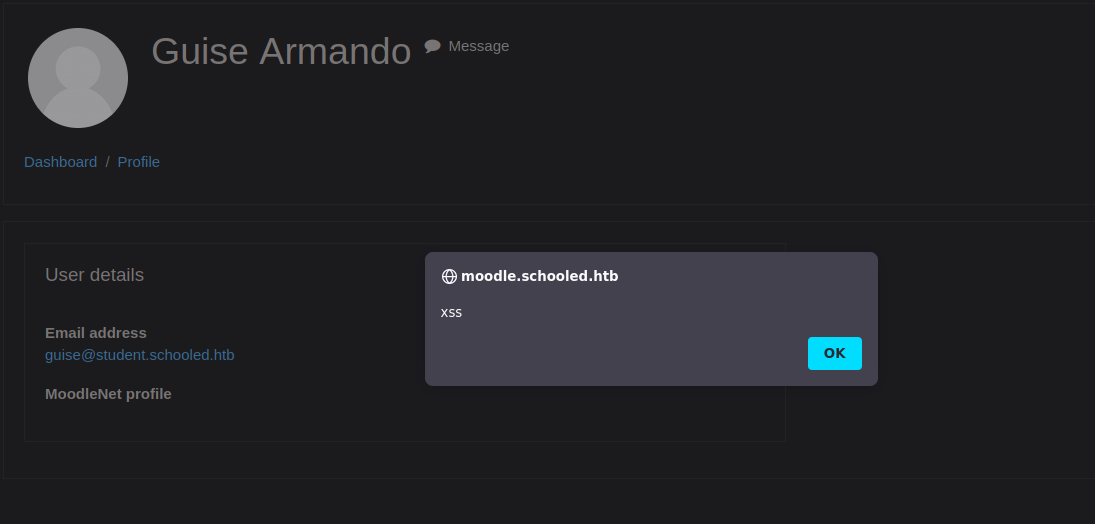 Guise Armando Message
Dashboard / Profile
User details
Email address
guise@student.schooled.htb
MoodleNet profile
moodle.schooled.htb
xss
OK